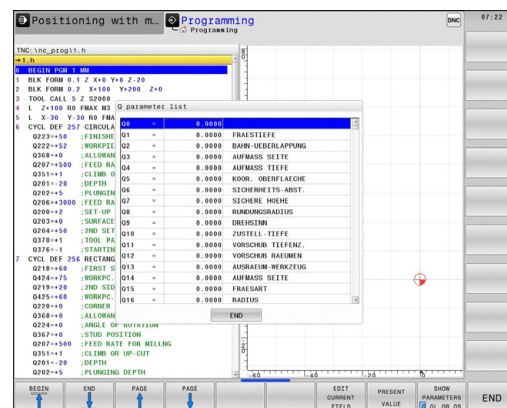 Positioning with m...
Programming
Programming
DNC
07:22
TNC:\nc_prog\1.h
1.h
0 BEGIN PGM 1 MM
1 BLK FORM 0.1 Z X+0 Y+0 Z-20
2 BLK FORM 0.2 X+100 Y+200 Z+0
3 TOOL CALL 5 Z S2000
4 L Z+100 R0 FMAX M3
5 L X-30 Y-30 R0 FMA
6 CYCL DEF 257 CIRCULA
Q223=+50 ;FINISHE
Q222=+52 ;WORKPIE
Q368=+0 ;ALLOWAN
Q207=+500 ;FEED RA
Q351=+1 ;CLIMB O
Q201=-20 ;DEPTH
Q202=+5 ;PLUNGIN
Q206=+3000 ;FEED RA
Q200=+2 ;SET-UP
Q203=+0 ;SURFACE
Q204=+50 ;2ND SET
Q370=+1 ;TOOL PA
Q376=-1 ;STARTIN
7 CYCL DEF 256 RECTANG
Q218=+60 ;FIRST S
Q424=+75 ;WORKPC.
Q219=+20 ;2ND SID
Q425=+60 ;WORKPC.
Q220=+0 ;CORNER
Q368=+0 ;ALLOWAN
Q224=+0 ;ANGLE OF ROTATION
Q367=+0 ;STUD POSITION
Q207=+500 ;FEED RATE FOR MILLNG
Q351=+1 ;CLIMB OR UP-CUT
Q201=-20 ;DEPTH
Q202=+5 ;PLUNGING DEPTH
Q parameter list
Q0 = 0.0000
Q1 = 0.0000 FRAESTIEFE
Q2 = 0.0000 BAHN-UEBERLAPPUNG
Q3 = 0.0000 AUFMASS SEITE
Q4 = 0.0000 AUFMASS TIEFE
Q5 = 0.0000 KOOR. OBERFLAECHE
Q6 = 0.0000 SICHERHEITS-ABST.
Q7 = 0.0000 SICHERE HOEHE
Q8 = 0.0000 RUNDUNGSRADIUS
Q9 = 0.0000 DREHSINN
Q10 = 0.0000 ZUSTELL-TIEFE
Q11 = 0.0000 VORSCHUB TIEFENZ.
Q12 = 0.0000 VORSCHUB RAEUMEN
Q13 = 0.0000 AUSRAEUM-WERKZEUG
Q14 = 0.0000 AUFMASS SEITE
Q15 = 0.0000 FRAESART
Q16 = 0.0000 RADIUS
END
-60 -40 -20 0
BEGIN
END
PAGE
PAGE
EDIT CURRENT FIELD
PRESENT VALUE
SHOW PARAMETERS
END